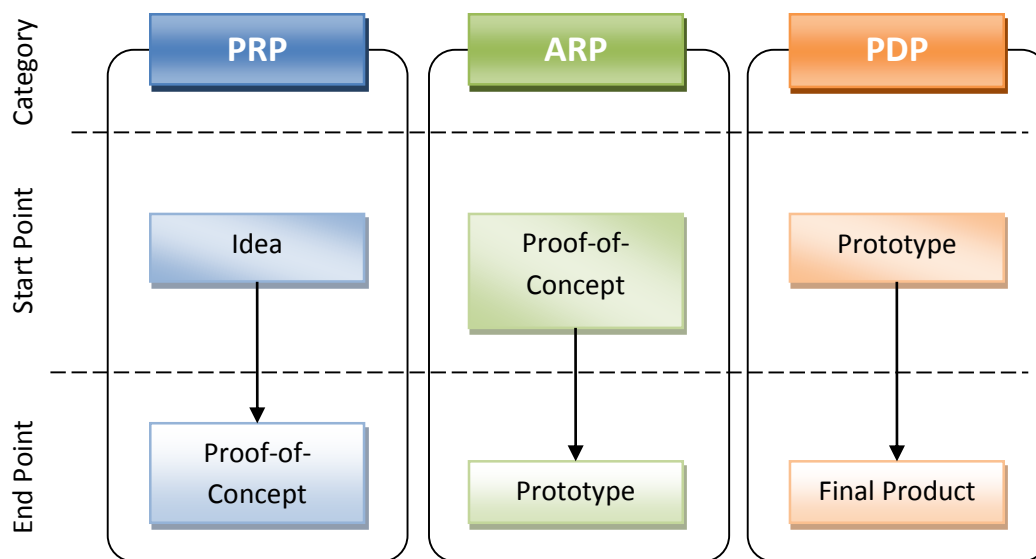 Category
PRP
ARP
PDP
Start Point
Idea
Proof-of-
Concept
Prototype
End Point
Proof-of-
Concept
Prototype
Final Product